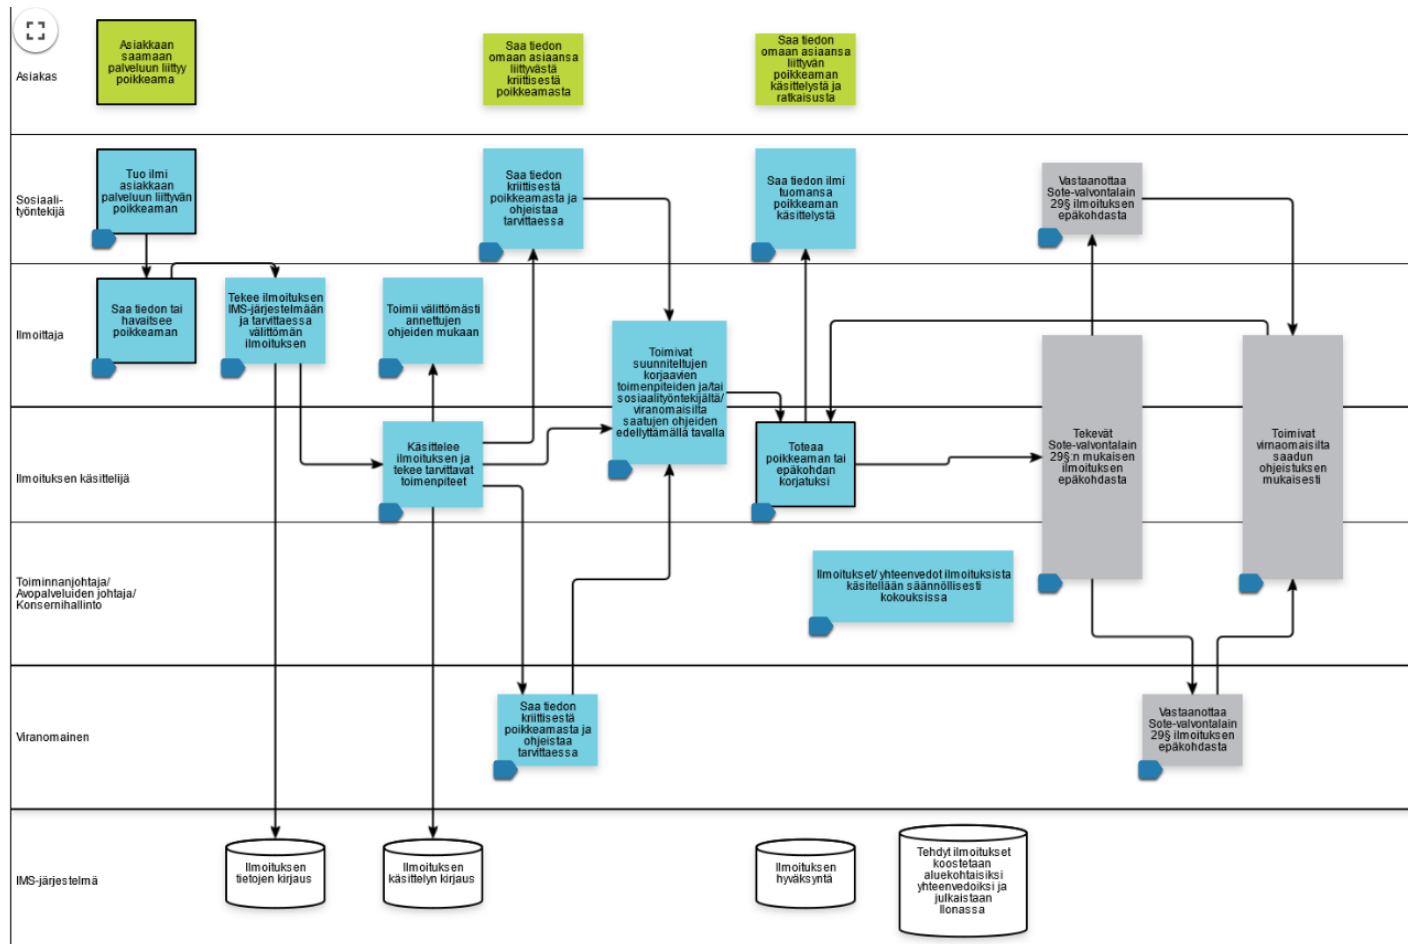 Asiakas
Asiakkaan
saamaan
palveluun liittyy
poikkeama
Saa tiedon
omaan asiaansa
liittyvästä
kriittisestä
poikkeamasta
Saa tiedon
omaan asiaansa
liittyvän
poikkeaman
käsittelystä ja
ratkaisusta
Sosiaali-
työntekijä
Tuo ilmi
asiakkaan
palveluun liittyvän
poikkeaman
Saa tiedon
kriittisestä
poikkeamasta ja
ohjeistaa
tarvittaessa
Saa tiedon ilmi
tuomansa
poikkeaman
käsittelystä
Vastaanottaa
Sote-valvontalain
29§ ilmoituksen
epäkohdasta
Ilmoittaja
Saa tiedon tai
havaitsee
poikkeaman
Tekee ilmoituksen
IMS-järjestelmään
ja tarvittaessa
välittömän
ilmoituksen
Toimii välittömästi
annettujen
ohjeiden mukaan
Toimivat
suunniteltujen
korjaavien
toimenpiteiden ja/tai
sosiaalityöntekijältä/
viranomaisilta
saatujen ohjeiden
edellyttämällä tavalla
Ilmoituksen käsittelijä
Käsittelee
ilmoituksen ja
tekee tarvittavat
toimenpiteet
Toteaa
poikkeaman tai
epäkohdan
korjatuksi
Tekevät
Sote-valvontalain
29§:n mukaisen
ilmoituksen
epäkohdasta
Toimivat
virnaomaisilta
saadun
ohjeistuksen
mukaisesti
Toiminnanjohtaja/
Avopalveluiden johtaja/
Konsernihallinto
Ilmoitukset/ yhteenvedot ilmoituksista
käsitellään säännöllisesti
kokouksissa
Viranomainen
Saa tiedon
kriittisestä
poikkeamasta ja
ohjeistaa
tarvittaessa
Vastaanottaa
Sote-valvontalain
29§ ilmoituksen
epäkohdasta
IMS-järjestelmä
Ilmoituksen
tietojen kirjaus
Ilmoituksen
käsittelyn kirjaus
Ilmoituksen
hyväksyntä
Tehdyt ilmoitukset
koostetaan
aluekohtaisiksi
yhteenvedoiksi ja
julkaistaan
Ilonassa